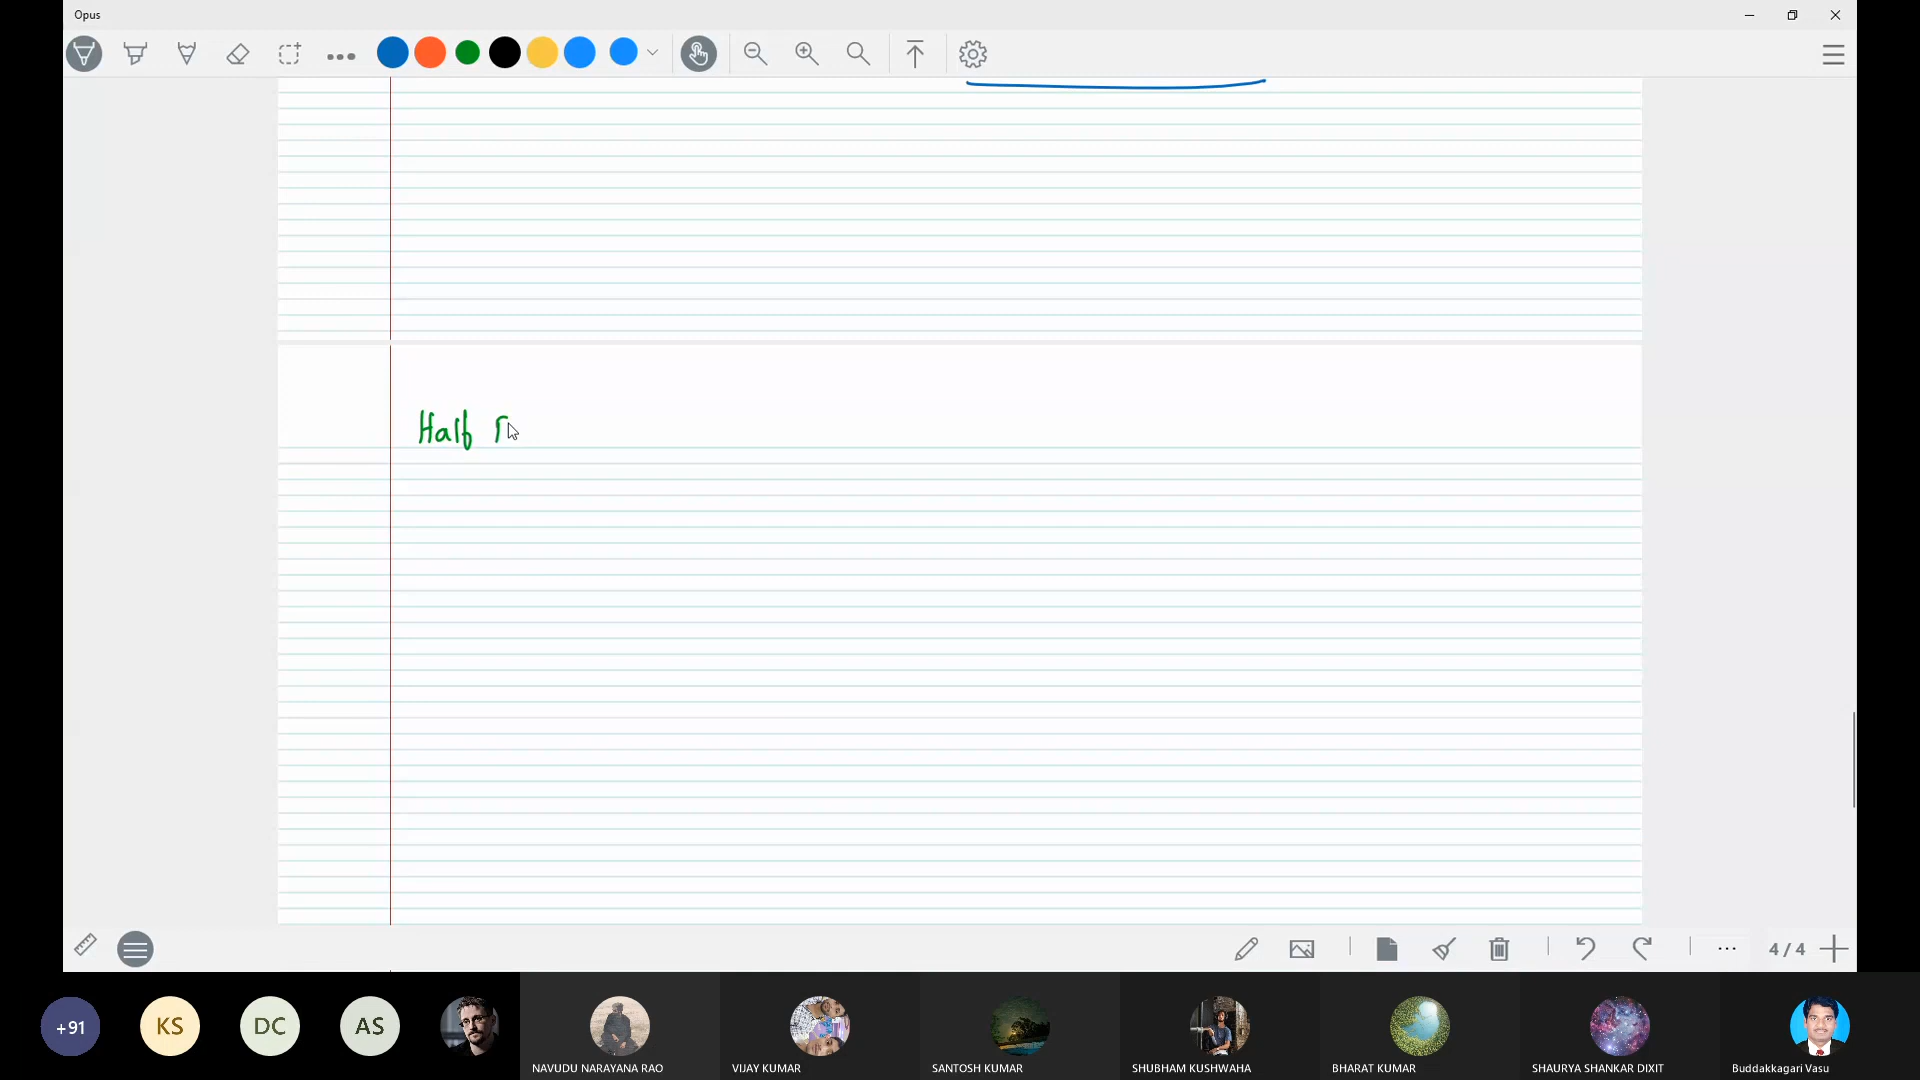 Opus
Half
4 / 4
+91
KS
DC
AS
NAVUDU NARAYANA RAO
VIJAY KUMAR
SANTOSH KUMAR
SHUBHAM KUSHWAHA
BHARAT KUMAR
SHAURYA SHANKAR DIXIT
Buddakkagari Vasu